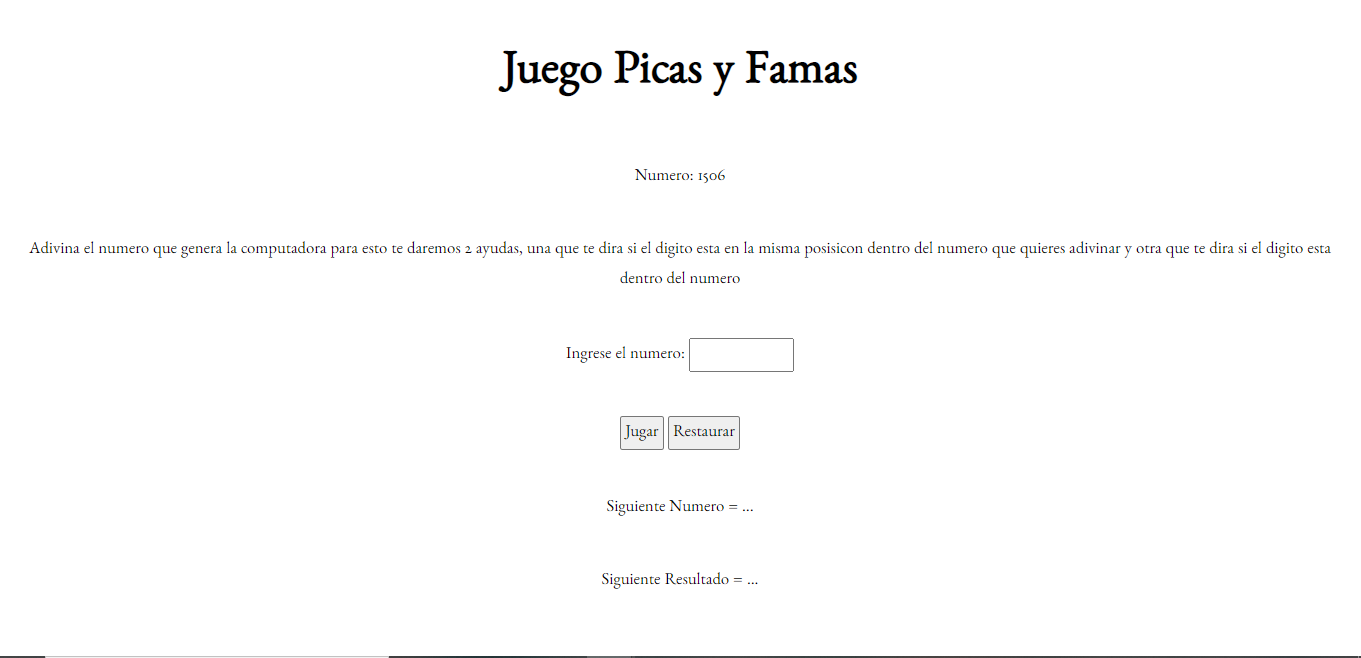 Juego Picas y Famas
Numero: 1506
Adivina el numero que genera la computadora para esto te daremos 2 ayudas, una que te dira si el digito esta en la misma posisicon dentro del numero que quieres adivinar y otra que te dira si el digito esta
dentro del numero
Ingrese el numero:
Jugar Restaurar
Siguiente Numero = ...
Siguiente Resultado = ...